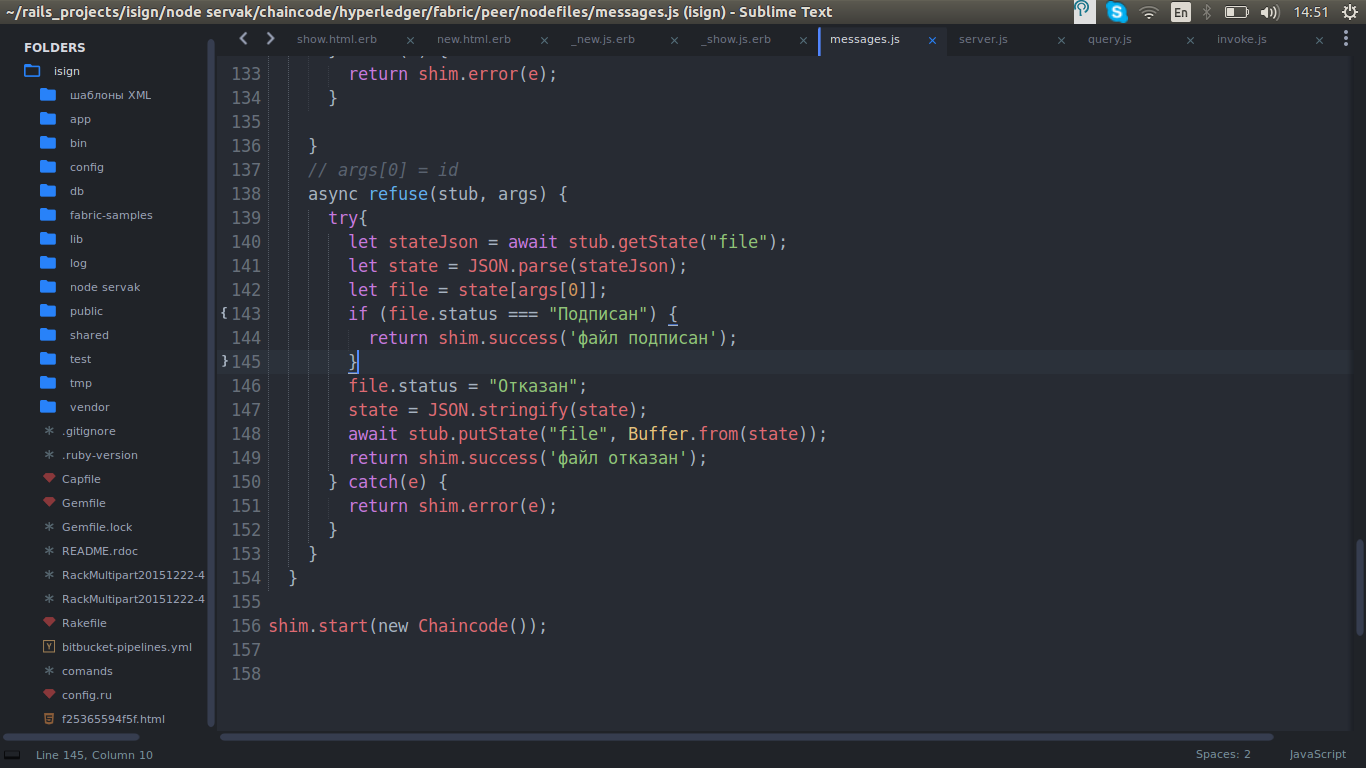 ~/rails_projects/isign/node servak/chaincode/hyperledger/fabric/peer/nodefiles/messages.js (isign) - Sublime Text
En
14:51
FOLDERS
isign
шаблоны XML
app
bin
config
db
fabric-samples
lib
log
node servak
public
shared
test
tmp
vendor
.gitignore
.ruby-version
Capfile
Gemfile
Gemfile.lock
README.rdoc
RackMultipart20151222-4
RackMultipart20151222-4
Rakefile
bitbucket-pipelines.yml
comands
config.ru
f25365594f5f.html
show.html.erb
new.html.erb
_new.js.erb
_show.js.erb
messages.js
server.js
query.js
invoke.js
133 return shim.error(e);
134 }
135
136 }
137 // args[0] = id
138 async refuse(stub, args) {
139 try{
140 let stateJson = await stub.getState("file");
141 let state = JSON.parse(stateJson);
142 let file = state[args[0]];
143 if (file.status === "Подписан") {
144 return shim.success('файл подписан');
145 }
146 file.status = "Отказан";
147 state = JSON.stringify(state);
148 await stub.putState("file", Buffer.from(state));
149 return shim.success('файл отказан');
150 } catch(e) {
151 return shim.error(e);
152 }
153 }
154 }
155
156 shim.start(new Chaincode());
157
158
Line 145, Column 10
Spaces: 2
JavaScript